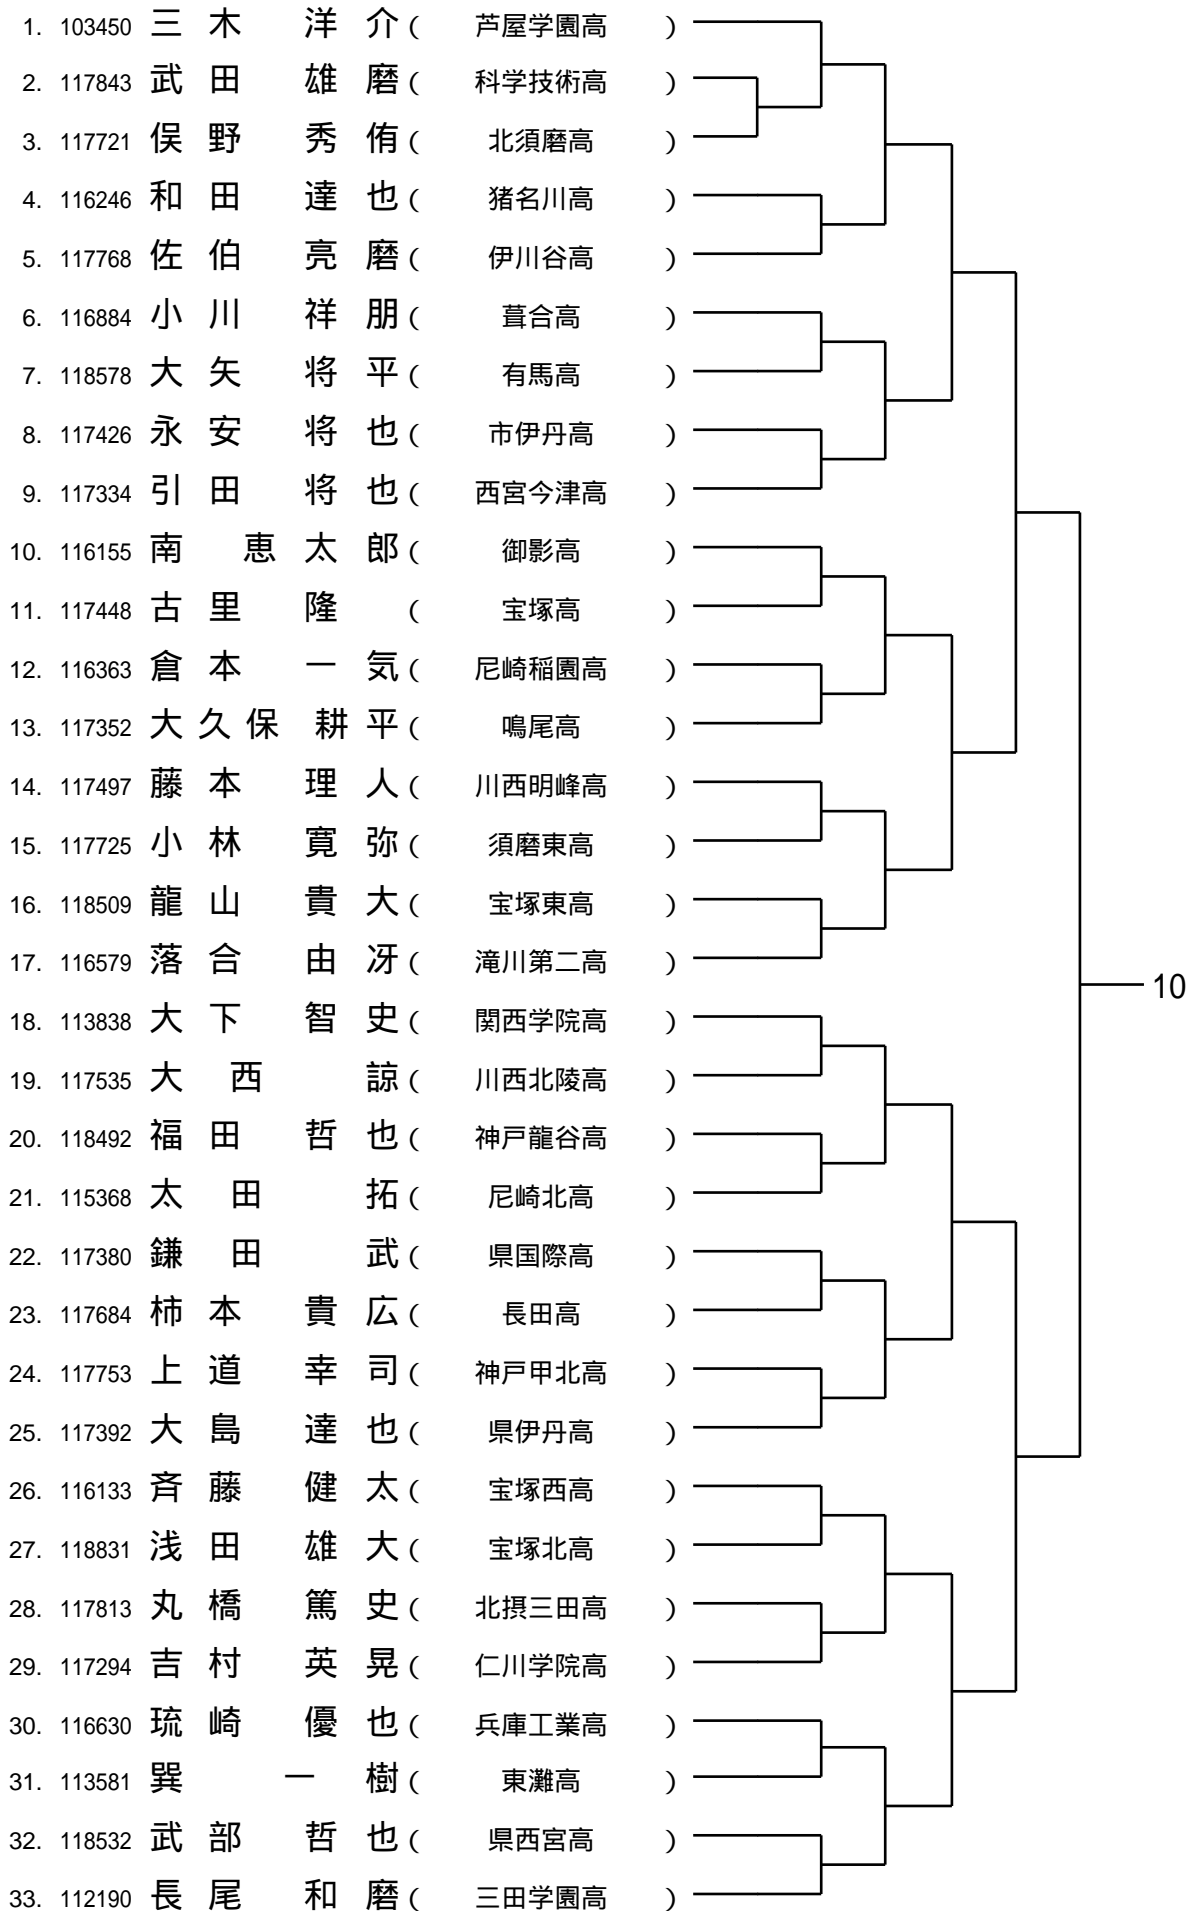 1. 103450 三木 洋介 ( 芦屋学園高 )
2. 117843 武田 雄磨 ( 科学技術高 )
3. 117721 俣野 秀侑 ( 北須磨高 )
4. 116246 和田 達也 ( 猪名川高 )
5. 117768 佐伯 亮磨 ( 伊川谷高 )
6. 116884 小川 祥朋 ( 葺合高 )
7. 118578 大矢 将平 ( 有馬高 )
8. 117426 永安 将也 ( 市伊丹高 )
9. 117334 引田 将也 ( 西宮今津高 )
10. 116155 南 恵太郎 ( 御影高 )
11. 117448 古里 隆 ( 宝塚高 )
12. 116363 倉本 一気 ( 尼崎稲園高 )
13. 117352 大久保 耕平 ( 鳴尾高 )
14. 117497 藤本 理人 ( 川西明峰高 )
15. 117725 小林 寛弥 ( 須磨東高 )
16. 118509 龍山 貴大 ( 宝塚東高 )
17. 116579 落合 由冴 ( 滝川第二高 )
10
18. 113838 大下 智史 ( 関西学院高 )
19. 117535 大西 諒 ( 川西北陵高 )
20. 118492 福田 哲也 ( 神戸龍谷高 )
21. 115368 太田 拓 ( 尼崎北高 )
22. 117380 鎌田 武 ( 県国際高 )
23. 117684 柿本 貴広 ( 長田高 )
24. 117753 上道 幸司 ( 神戸甲北高 )
25. 117392 大島 達也 ( 県伊丹高 )
26. 116133 斉藤 健太 ( 宝塚西高 )
27. 118831 浅田 雄大 ( 宝塚北高 )
28. 117813 丸橋 篤史 ( 北摂三田高 )
29. 117294 吉村 英晃 ( 仁川学院高 )
30. 116630 琉崎 優也 ( 兵庫工業高 )
31. 113581 巽 一樹 ( 東灘高 )
32. 118532 武部 哲也 ( 県西宮高 )
33. 112190 長尾 和磨 ( 三田学園高 )